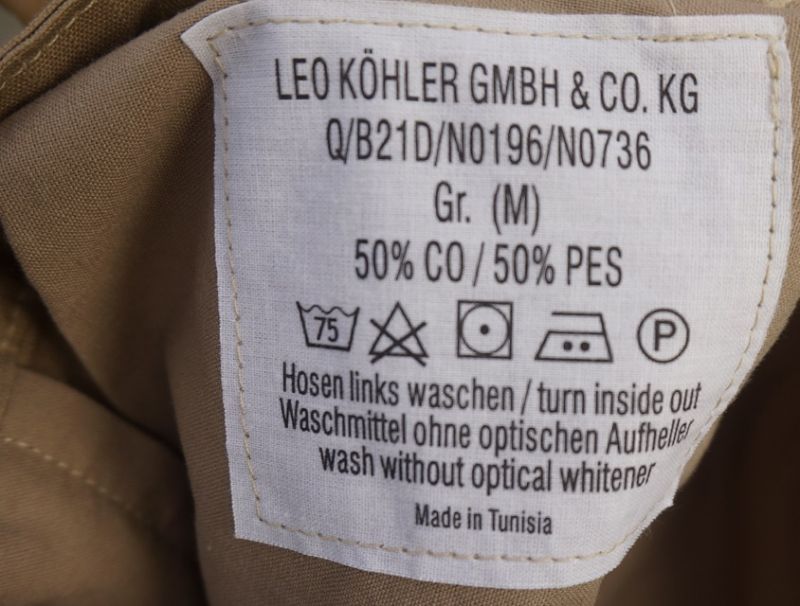 LEO KÖHLER GMBH & CO. KG
Q/B21D/N0196/N0736
Gr. (M)
50% CO / 50% PES
75 P
Hosen links waschen / turn inside out
Waschmittel ohne optischen Aufheller
wash without optical whitener
Made in Tunisia